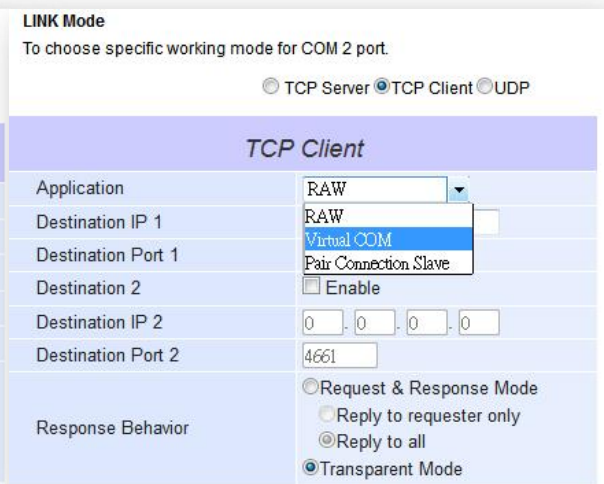 LINK Mode
To choose specific working mode for COM 2 port.
TCP Server TCP Client UDP
TCP Client
Application RAW
RAW
Destination IP 1
Virtual COM
Destination Port 1
Pair Connection Slave
Destination 2 Enable
Destination IP 2 0 . 0 . 0 . 0
Destination Port 2 4661
Request & Response Mode
Reply to requester only
Response Behavior
Reply to all
Transparent Mode